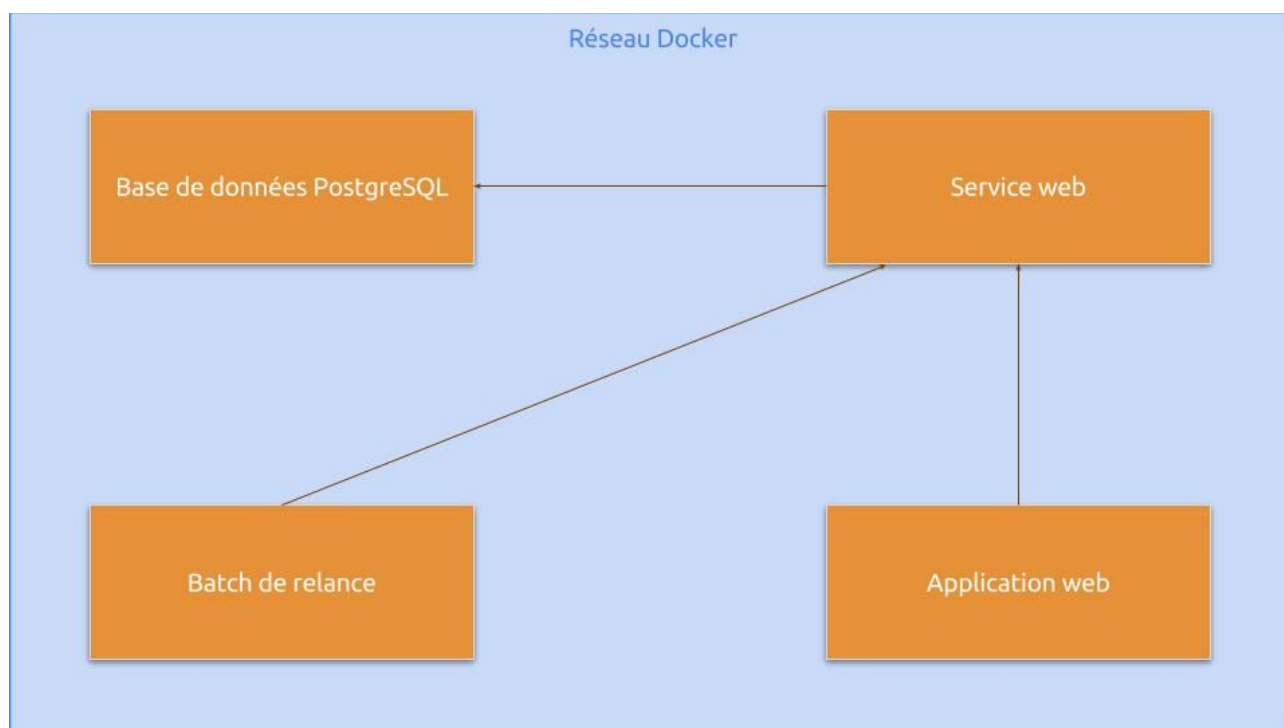 Réseau Docker
Base de données PostgreSQL
Service web
Batch de relance
Application web